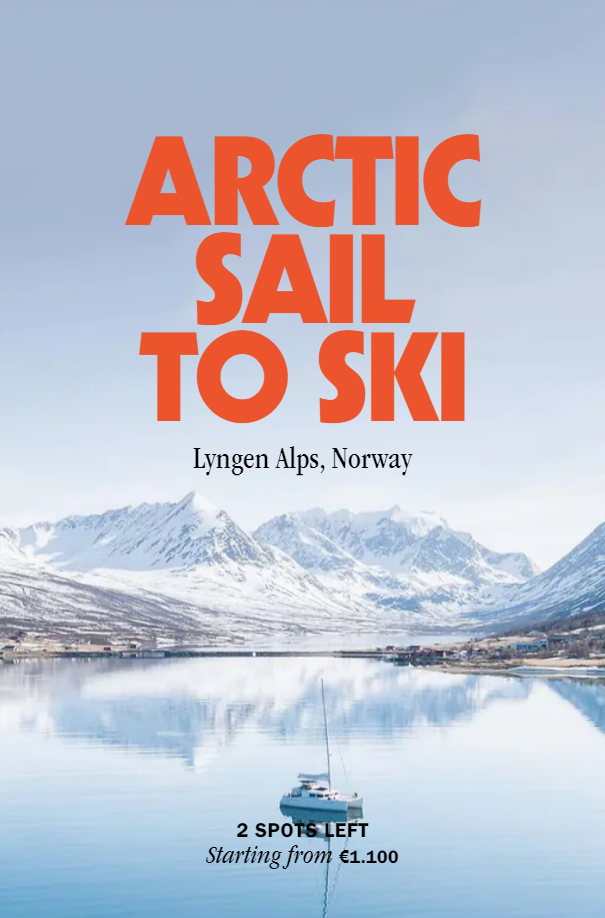 ARCTIC
SAIL
TO SKI
Lyngen Alps, Norway
2 SPOTS LEFT
Starting from €1.100